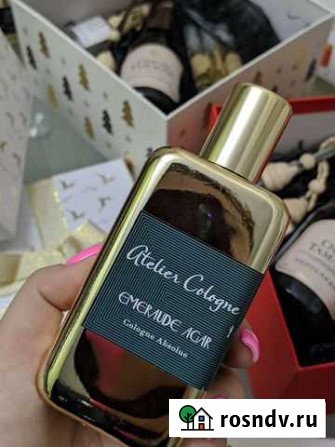 Atelier Cologne
EMERAUDE AGAR
Cologne Absolue
rosndv.ru